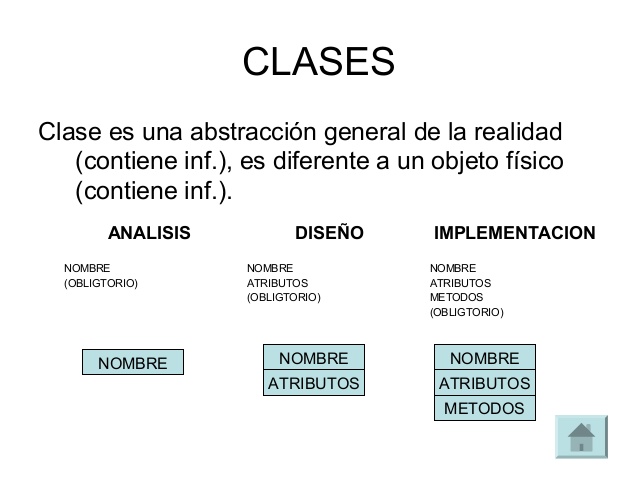 CLASES
Clase es una abstracción general de la realidad
(contiene inf.), es diferente a un objeto físico
(contiene inf.).
ANALISIS
DISEÑO
IMPLEMENTACION
NOMBRE
(OBLIGTORIO)
NOMBRE
ATRIBUTOS
(OBLIGTORIO)
NOMBRE
ATRIBUTOS
METODOS
(OBLIGTORIO)
NOMBRE
NOMBRE
ATRIBUTOS
NOMBRE
ATRIBUTOS
METODOS